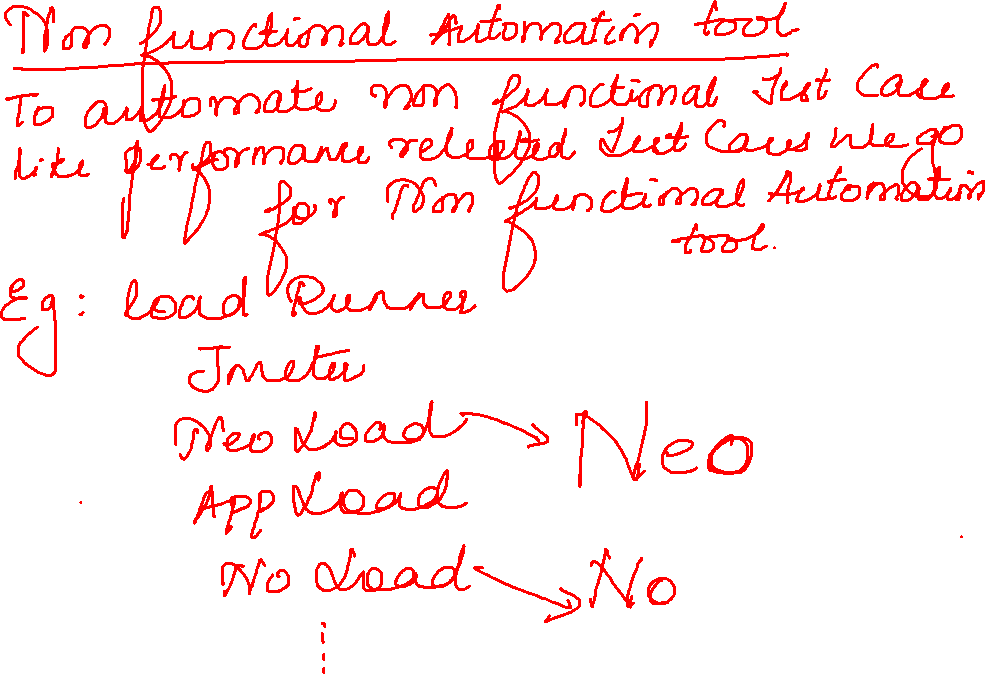 Non functional Automation tool
To automate non functional Test Case
like performance releated Test Cases we go
for Non functional Automation
tool.
Eg: Load Runner
Jmeter
Neo Load → Neo
App Load
No Load → No